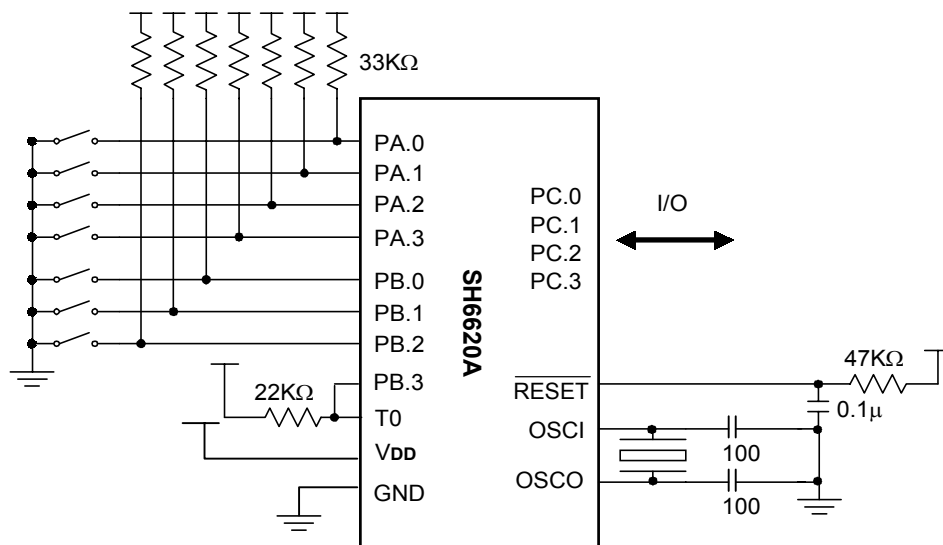 33KΩ
PA.0
PA.1
PA.2
PA.3
PB.0
PB.1
PB.2
PB.3
T0
VDD
GND
22KΩ
SH6620A
PC.0
PC.1
PC.2
PC.3
I/O
RESET
OSCI
OSCO
47KΩ
0.1μ
100
100